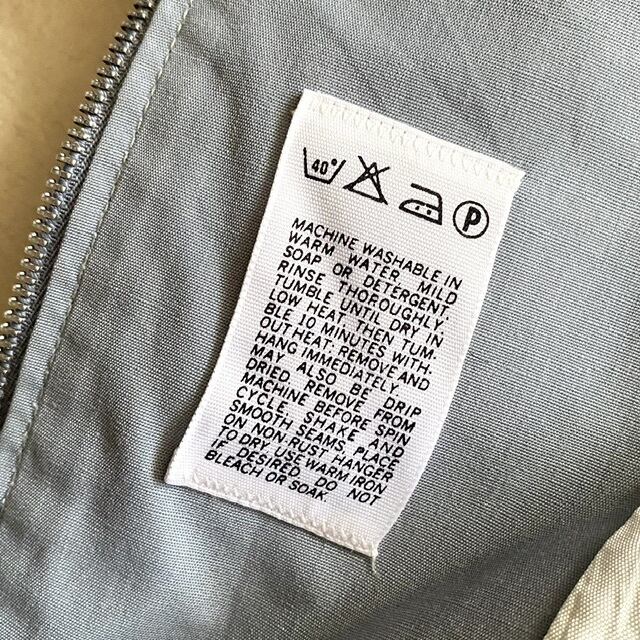 40°
P
MACHINE WASHABLE IN
WARM WATER. MILD
SOAP OR DETERGENT.
RINSE THOROUGHLY.
TUMBLE UNTIL DRY IN
LOW HEAT THEN TUM-
BLE 10 MINUTES WITH-
OUT HEAT. REMOVE AND
HANG IMMEDIATELY.
MAY ALSO BE DRIP
DRIED. REMOVE FROM
MACHINE BEFORE SPIN
CYCLE. SHAKE AND
SMOOTH SEAMS. PLACE
ON NON-RUST HANGER
TO DRY. USE WARM IRON
IF DESIRED. DO NOT
BLEACH OR SOAK.